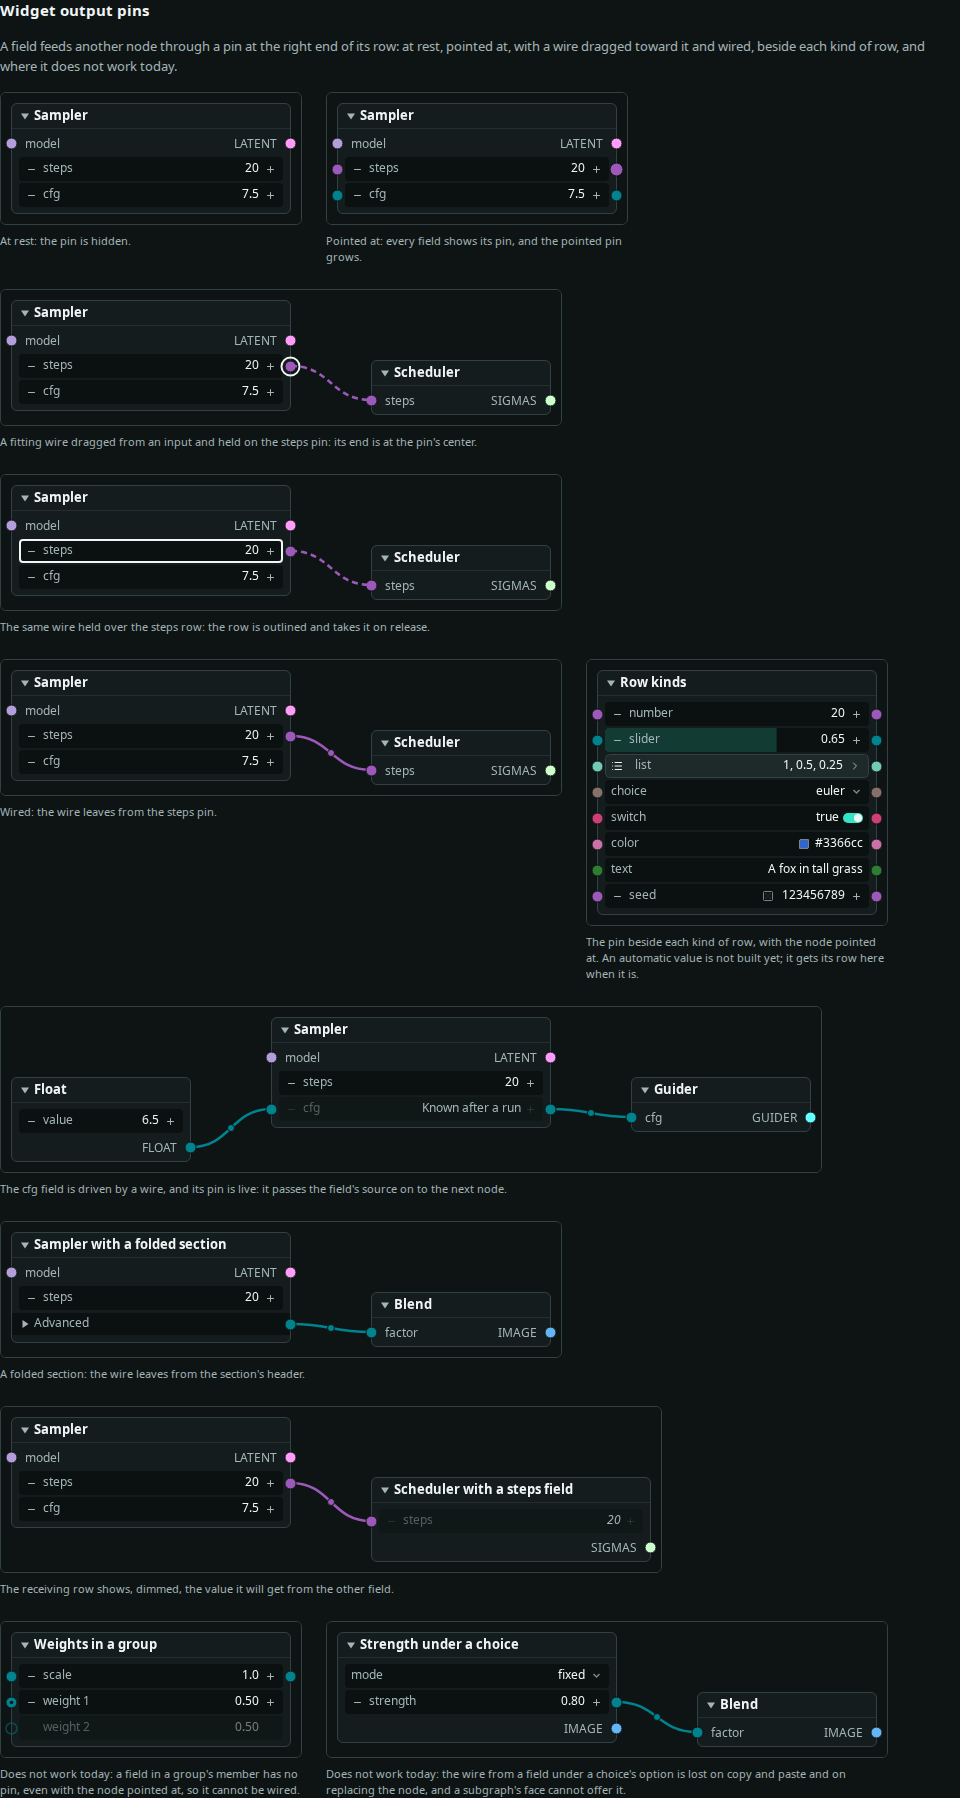 Widget output pins
A field feeds another node through a pin at the right end of its row: at rest, pointed at, with a wire dragged toward it and wired, beside each kind of row, and
where it does not work today.
Sampler
model LATENT
– steps 20 +
– cfg 7.5 +
At rest: the pin is hidden.
Sampler
model LATENT
– steps 20 +
– cfg 7.5 +
Pointed at: every field shows its pin, and the pointed pin
grows.
Sampler
model LATENT
– steps 20 +
– cfg 7.5 +
Scheduler
steps SIGMAS
A fitting wire dragged from an input and held on the steps pin: its end is at the pin's center.
Sampler
model LATENT
– steps 20 +
– cfg 7.5 +
Scheduler
steps SIGMAS
The same wire held over the steps row: the row is outlined and takes it on release.
Sampler
model LATENT
– steps 20 +
– cfg 7.5 +
Scheduler
steps SIGMAS
Wired: the wire leaves from the steps pin.
Row kinds
– number 20 +
– slider 0.65 +
list 1, 0.5, 0.25
choice euler
switch true
color #3366cc
text A fox in tall grass
– seed 123456789 +
The pin beside each kind of row, with the node pointed
at. An automatic value is not built yet; it gets its row here
when it is.
Float
– value 6.5 +
FLOAT
Sampler
model LATENT
– steps 20 +
– cfg Known after a run +
Guider
cfg GUIDER
The cfg field is driven by a wire, and its pin is live: it passes the field's source on to the next node.
Sampler with a folded section
model LATENT
– steps 20 +
Advanced
Blend
factor IMAGE
A folded section: the wire leaves from the section's header.
Sampler
model LATENT
– steps 20 +
– cfg 7.5 +
Scheduler with a steps field
– steps 20 +
SIGMAS
The receiving row shows, dimmed, the value it will get from the other field.
Weights in a group
– scale 1.0 +
– weight 1 0.50 +
weight 2 0.50
Does not work today: a field in a group's member has no
pin, even with the node pointed at, so it cannot be wired.
Strength under a choice
mode fixed
– strength 0.80 +
IMAGE
Blend
factor IMAGE
Does not work today: the wire from a field under a choice's option is lost on copy and paste and on
replacing the node, and a subgraph's face cannot offer it.